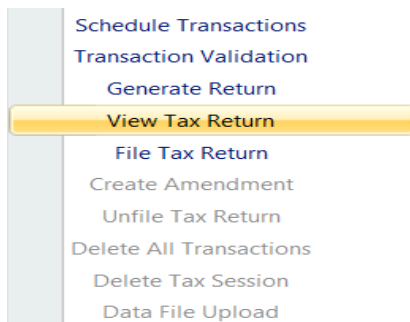 Schedule Transactions
Transaction Validation
Generate Return
View Tax Return
File Tax Return
Create Amendment
Unfile Tax Return
Delete All Transactions
Delete Tax Session
Data File Upload